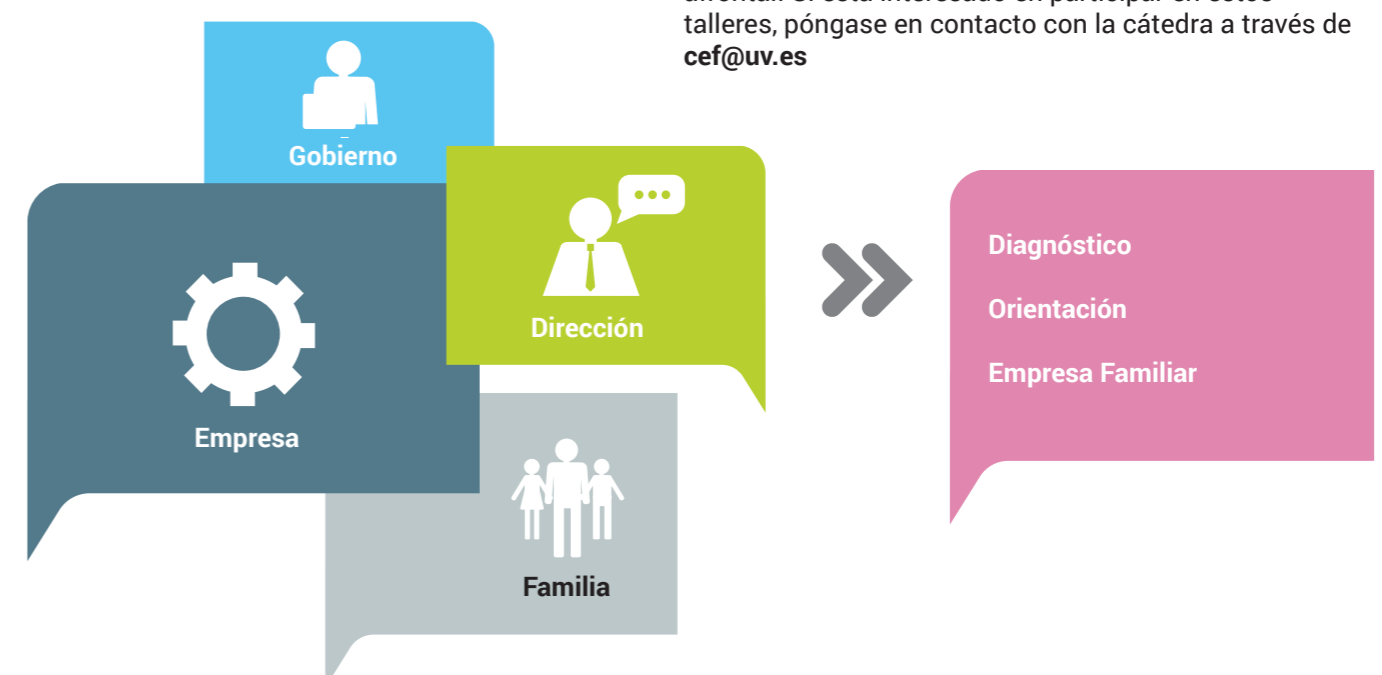 talleres, póngase en contacto con la cátedra a través de
cef@uv.es
Gobierno
Dirección
Empresa
Familia
Diagnóstico
Orientación
Empresa Familiar